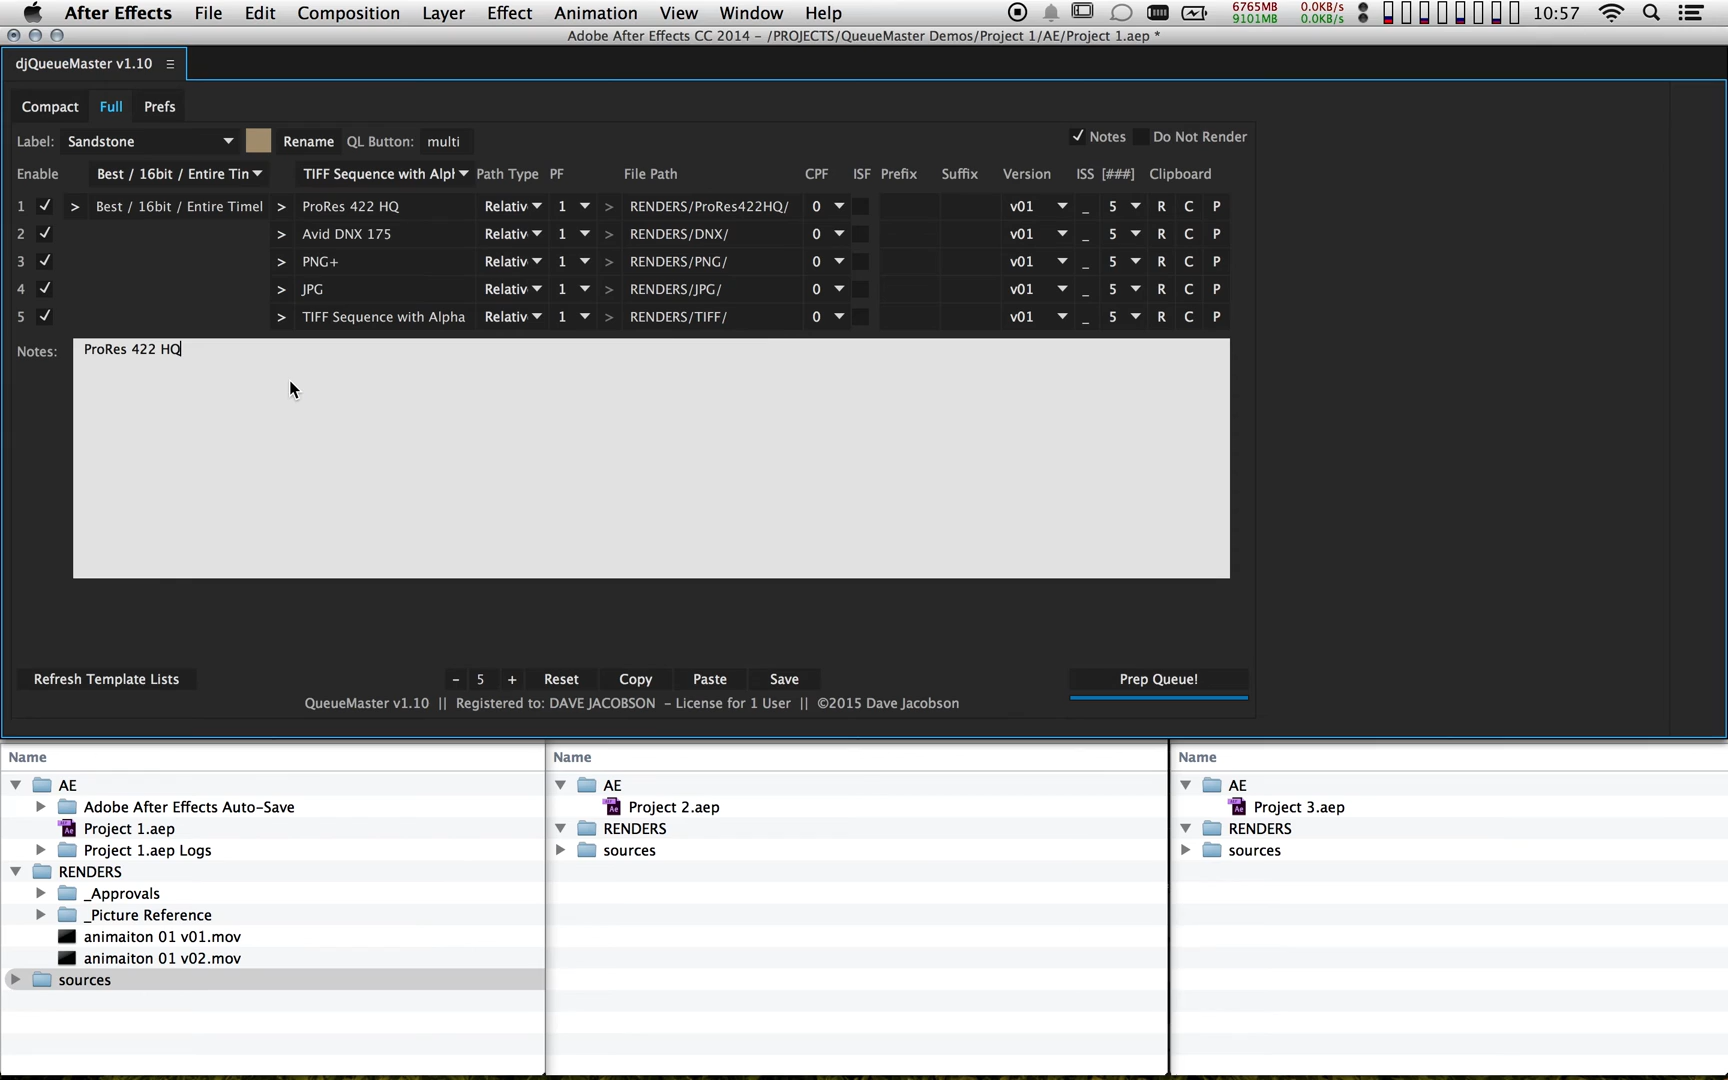 After Effects File Edit Composition Layer Effect Animation View Window Help 6765MB 9101MB 0.0KB/s 0.0KB/s 10:57
Adobe After Effects CC 2014 – /PROJECTS/QueueMaster Demos/Project 1/AE/Project 1.aep *
djQueueMaster v1.10
Compact Full Prefs
Label: Sandstone Rename QL Button: multi Notes Do Not Render
Enable Best / 16bit / Entire Tin TIFF Sequence with Alpl Path Type PF File Path CPF ISF Prefix Suffix Version ISS [###] Clipboard
1 > Best / 16bit / Entire Timel > ProRes 422 HQ Relativ 1 > RENDERS/ProRes422HQ/ 0 v01 _ 5 R C P
2 > Avid DNX 175 Relativ 1 > RENDERS/DNX/ 0 v01 _ 5 R C P
3 > PNG+ Relativ 1 > RENDERS/PNG/ 0 v01 _ 5 R C P
4 > JPG Relativ 1 > RENDERS/JPG/ 0 v01 _ 5 R C P
5 > TIFF Sequence with Alpha Relativ 1 > RENDERS/TIFF/ 0 v01 _ 5 R C P
Notes: ProRes 422 HQ
Refresh Template Lists – 5 + Reset Copy Paste Save Prep Queue!
QueueMaster v1.10 || Registered to: DAVE JACOBSON – License for 1 User || ©2015 Dave Jacobson
Name
AE
Adobe After Effects Auto-Save
Project 1.aep
Project 1.aep Logs
RENDERS
_Approvals
_Picture Reference
animaiton 01 v01.mov
animaiton 01 v02.mov
sources
Name
AE
Project 2.aep
RENDERS
sources
Name
AE
Project 3.aep
RENDERS
sources